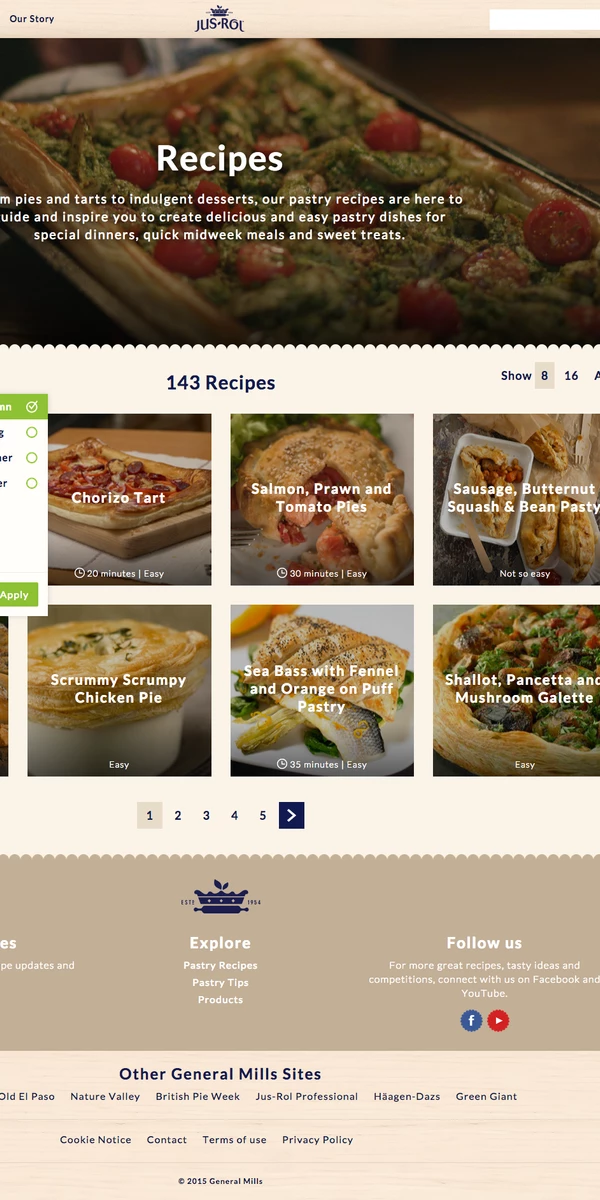 Our Story
JUS-ROL
Recipes
m pies and tarts to indulgent desserts, our pastry recipes are here to
uide and inspire you to create delicious and easy pastry dishes for
special dinners, quick midweek meals and sweet treats.
143 Recipes
Show 8 16 A
mn
g
ner
er
Apply
Chorizo Tart
20 minutes | Easy
Salmon, Prawn and
Tomato Pies
30 minutes | Easy
Sausage, Butternut
Squash & Bean Pasty
Not so easy
Scrummy Scrumpy
Chicken Pie
Easy
Sea Bass with Fennel
and Orange on Puff
Pastry
35 minutes | Easy
Shallot, Pancetta and
Mushroom Galette
Easy
1 2 3 4 5
ESTD 1954
es
pe updates and
Explore
Pastry Recipes
Pastry Tips
Products
Follow us
For more great recipes, tasty ideas and
competitions, connect with us on Facebook and
YouTube.
Other General Mills Sites
Old El Paso Nature Valley British Pie Week Jus-Rol Professional Häagen-Dazs Green Giant
Cookie Notice Contact Terms of use Privacy Policy
© 2015 General Mills